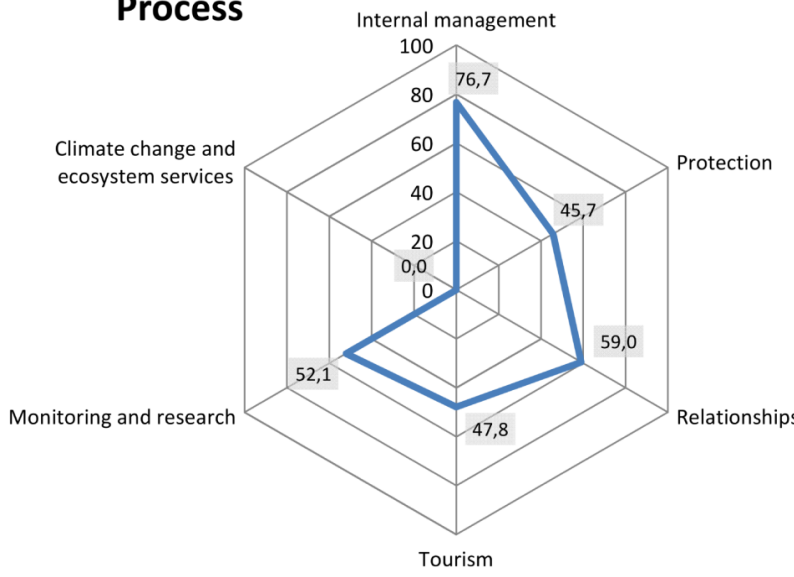 Process
Internal management
100
76,7
80
Climate change and
ecosystem services
60
Protection
40
45,7
20
0,0
0
59,0
52,1
Monitoring and research
47,8
Relationships
Tourism